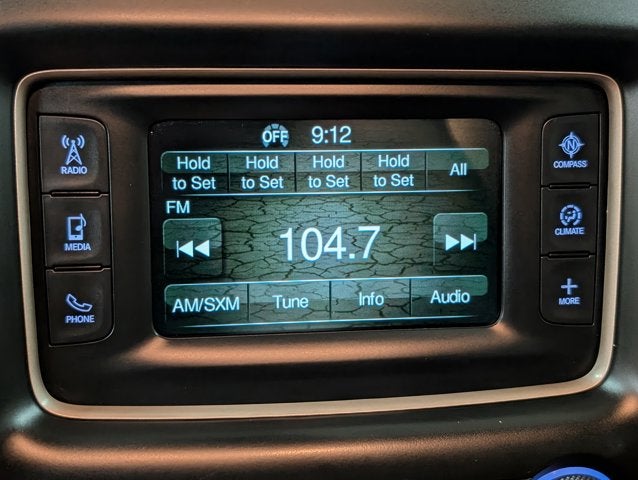 OFF 9:12
Hold to Set
Hold to Set
Hold to Set
Hold to Set
All
FM
104.7
AM/SXM Tune Info Audio
RADIO
MEDIA
PHONE
N
COMPASS
CLIMATE
MORE